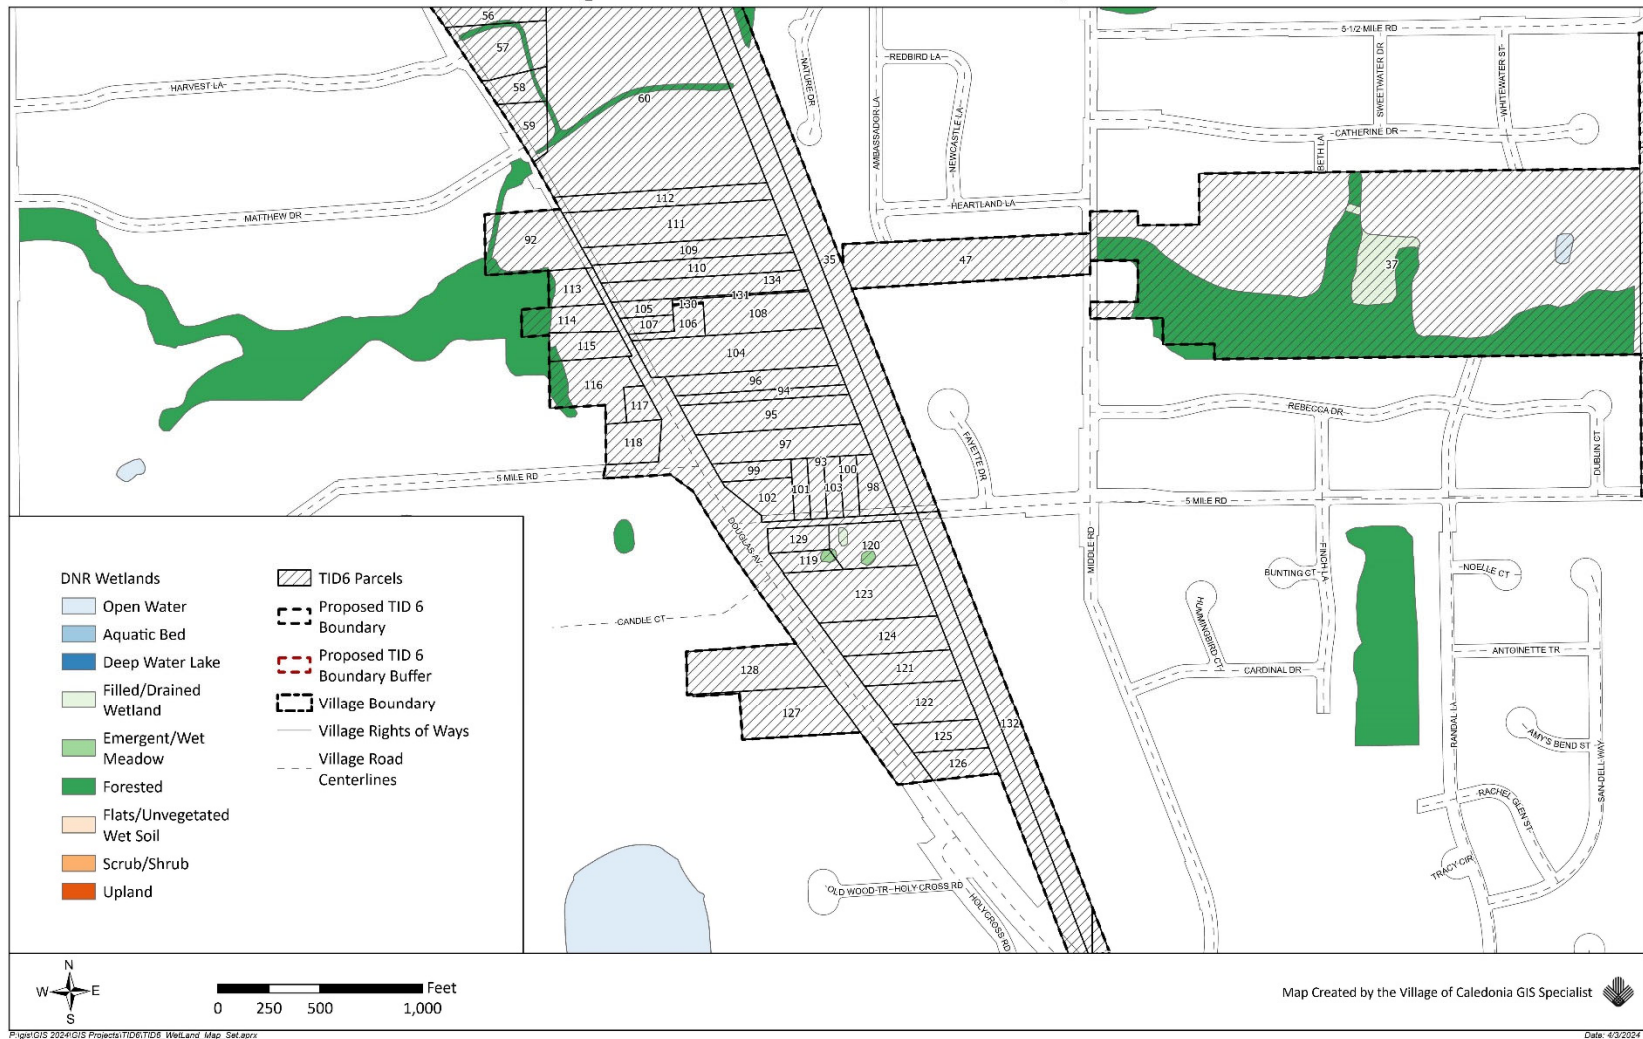 56
57
58
59
60
HARVEST LA
MATTHEW DR
NATURE DR
AMBASSADOR LA
REDBIRD LA
NEWCASTLE LA
HEARTLAND LA
5-1/2 MILE RD
SWEETWATER DR
WHITEWATER ST
CATHERINE DR
BETH LA
112
111
92
109
110
35
47
37
113
134
131
130
105
108
114
107
106
115
104
116
96
94
117
95
118
97
99
93
100
101
103
98
102
5 MILE RD
FAYETTE DR
REBECCA DR
DUBLIN CT
5 MILE RD
DOUGLAS AV
MIDDLE RD
129
120
119
123
124
121
128
122
127
125
132
126
CANDLE CT
BUNTING CT
FINCH LA
HUMMINGBIRD CT
CARDINAL DR
NOELLE CT
ANTOINETTE TR
RANDAL LA
AMY'S BEND ST
SAN-DELL-WAY
RACHEL GLEN ST
TRACY CIR
OLD WOOD TR
HOLY CROSS RD
HOLYCROSS RD
DNR Wetlands
Open Water
Aquatic Bed
Deep Water Lake
Filled/Drained
Wetland
Emergent/Wet
Meadow
Forested
Flats/Unvegetated
Wet Soil
Scrub/Shrub
Upland
TID6 Parcels
Proposed TID 6
Boundary
Proposed TID 6
Boundary Buffer
Village Boundary
Village Rights of Ways
Village Road
Centerlines
N
W E
S
Feet
0 250 500 1,000
Map Created by the Village of Caledonia GIS Specialist
P:\gis\GIS 2024\GIS Projects\TID6\TID6_WetLand_Map_Set.aprx
Date: 4/3/2024